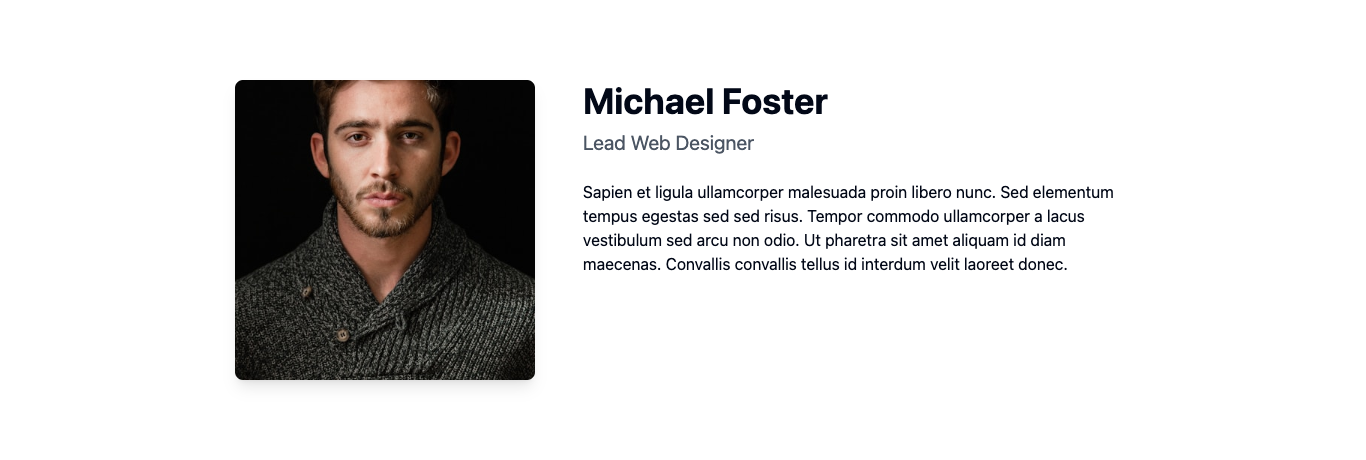 Michael Foster
Lead Web Designer
Sapien et ligula ullamcorper malesuada proin libero nunc. Sed elementum
tempus egestas sed sed risus. Tempor commodo ullamcorper a lacus
vestibulum sed arcu non odio. Ut pharetra sit amet aliquam id diam
maecenas. Convallis convallis tellus id interdum velit laoreet donec.